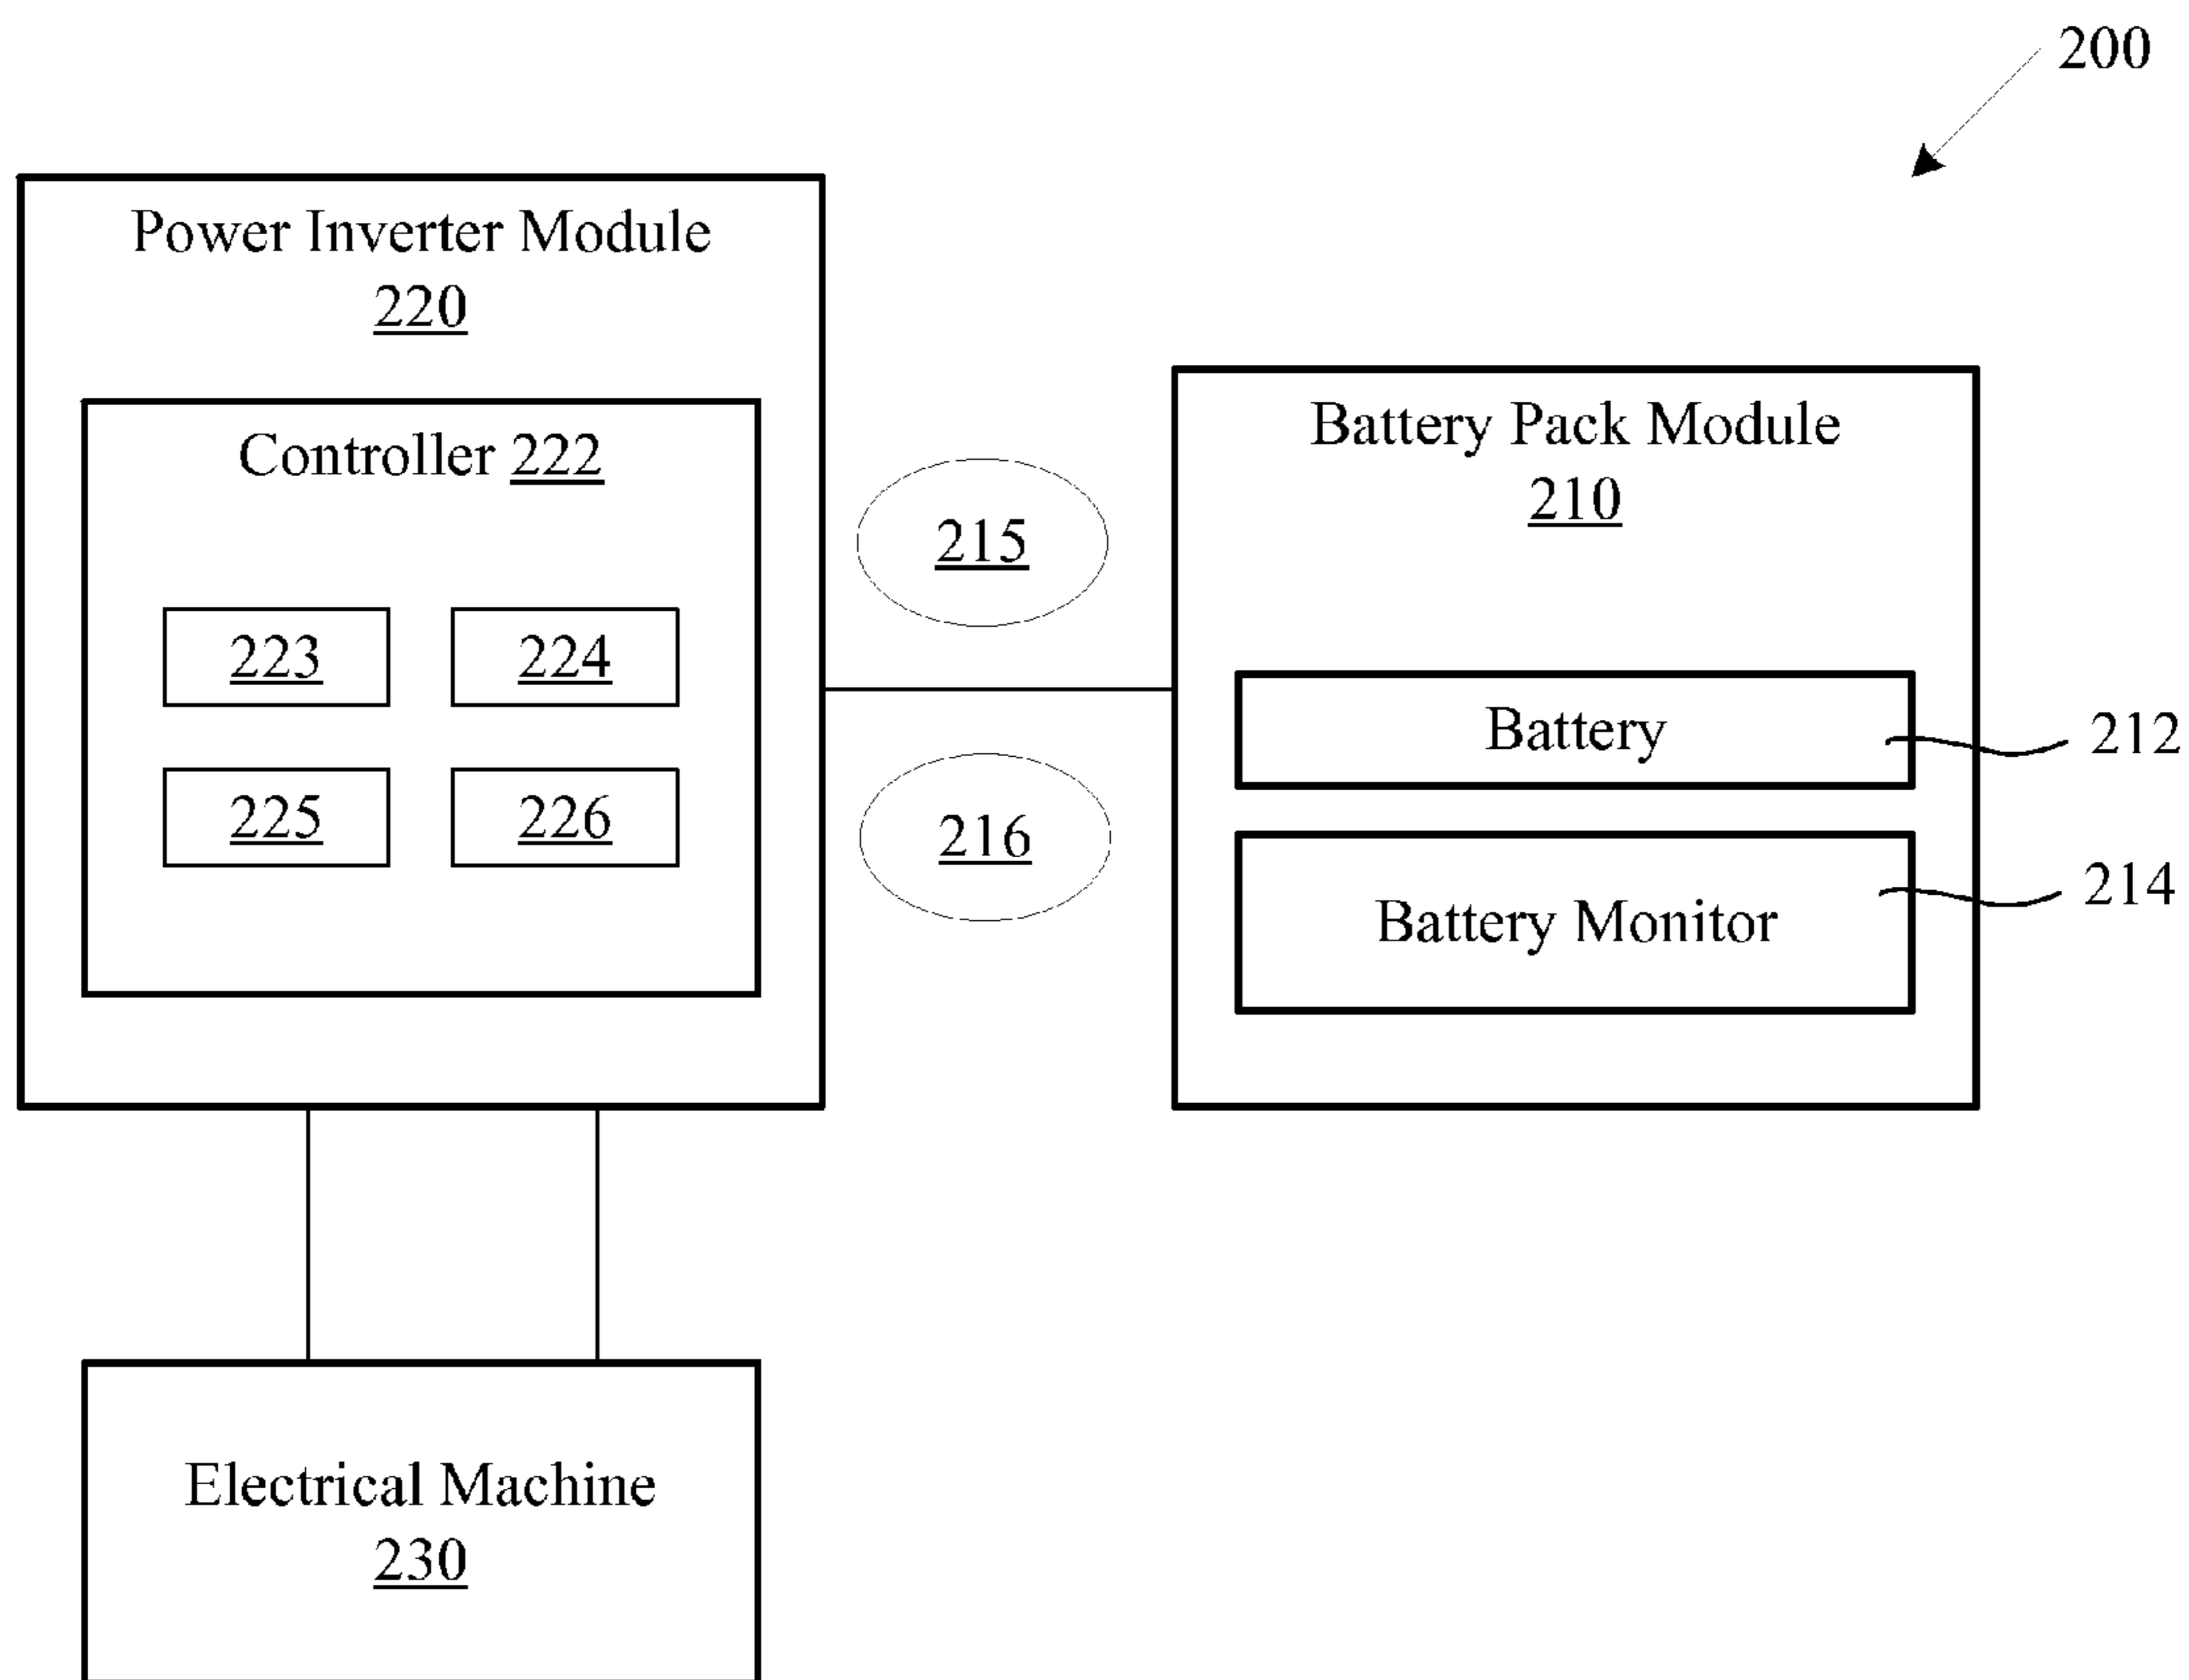 200
Power Inverter Module
220
Controller 222
223 224
225 226
215
216
Battery Pack Module
210
Battery
212
Battery Monitor
214
Electrical Machine
230